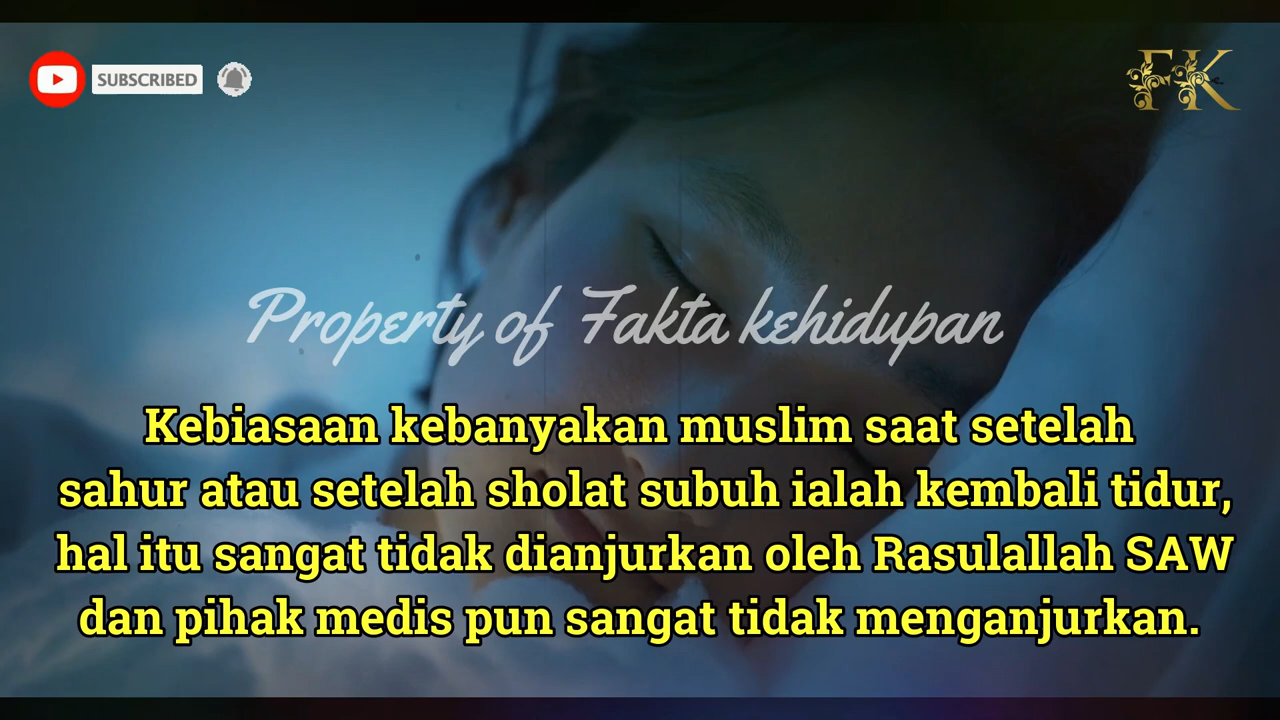 SUBSCRIBED
FK
Property of Fakta kehidupan
Kebiasaan kebanyakan muslim saat setelah
sahur atau setelah sholat subuh ialah kembali tidur,
hal itu sangat tidak dianjurkan oleh Rasulallah SAW
dan pihak medis pun sangat tidak menganjurkan.